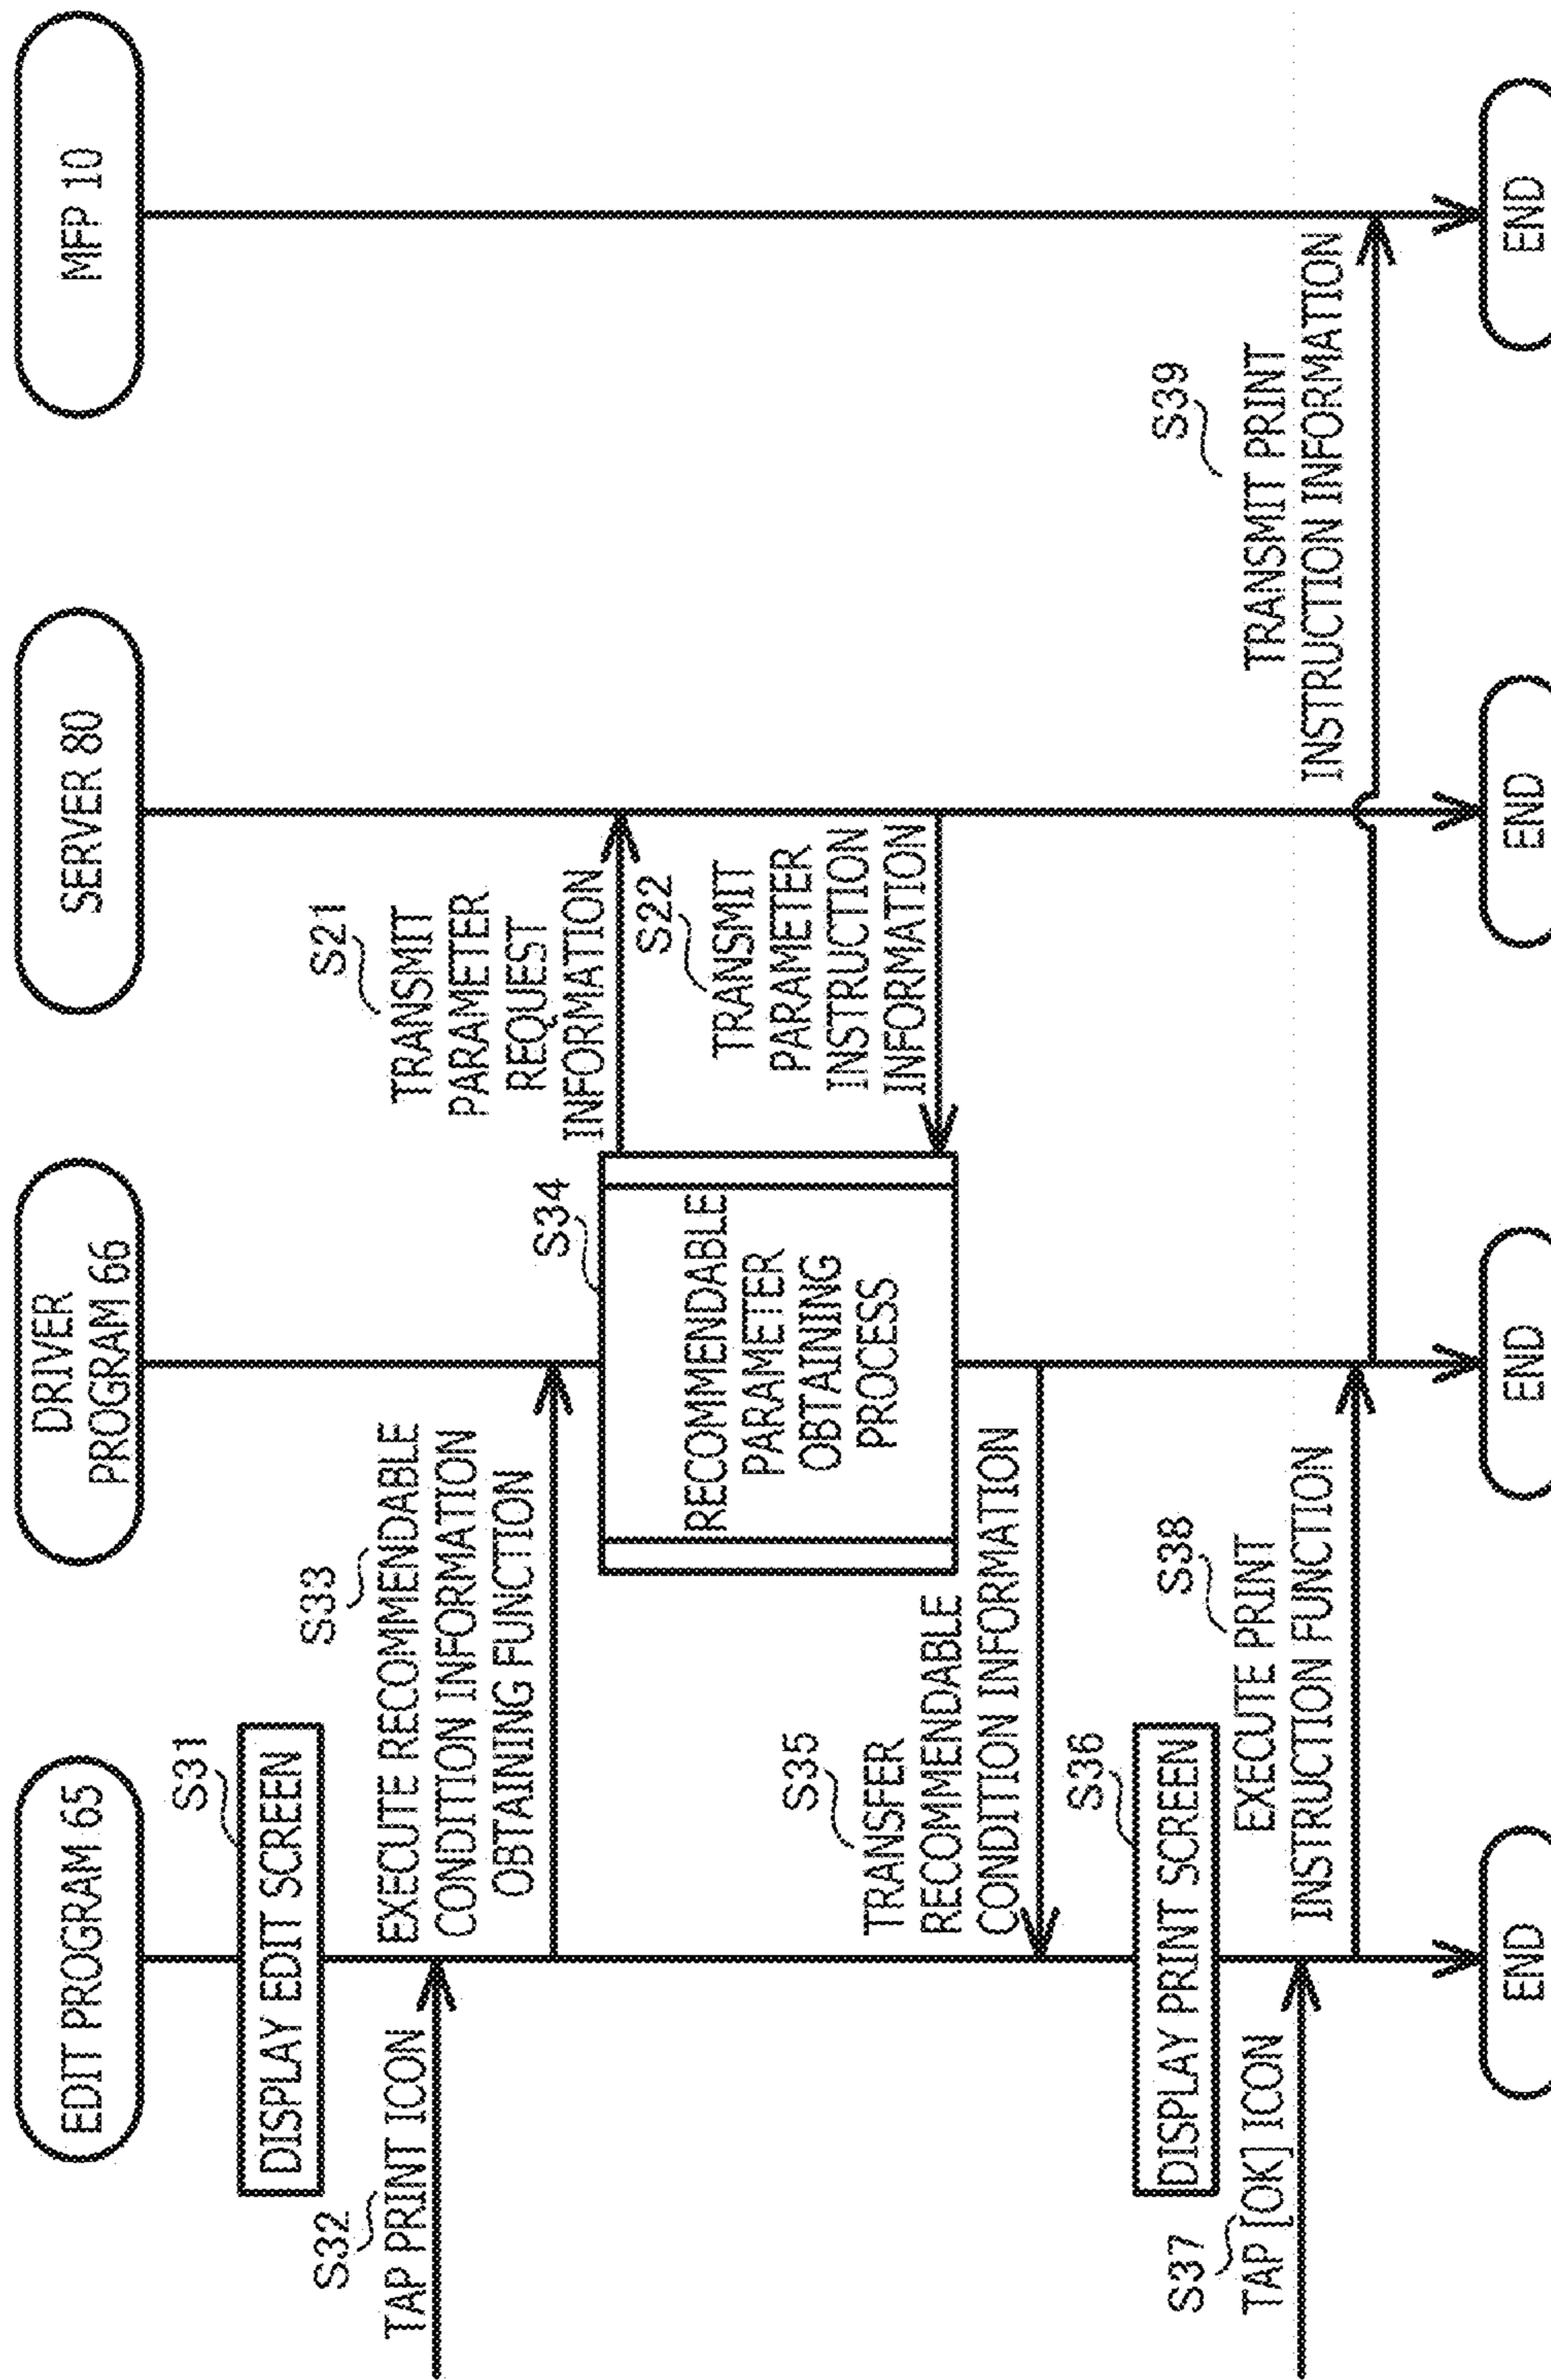 EDIT PROGRAM 65
DRIVER
PROGRAM 66
SERVER 80
MFP 10
S31
DISPLAY EDIT SCREEN
S32
TAP PRINT ICON
S33
EXECUTE RECOMMENDABLE
CONDITION INFORMATION
OBTAINING FUNCTION
S34
RECOMMENDABLE
PARAMETER
OBTAINING
PROCESS
S21
TRANSMIT
PARAMETER
REQUEST
INFORMATION
S22
TRANSMIT
PARAMETER
INSTRUCTION
INFORMATION
S35
TRANSFER
RECOMMENDABLE
CONDITION INFORMATION
S36
DISPLAY PRINT SCREEN
S37
TAP [OK] ICON
S38
EXECUTE PRINT
INSTRUCTION FUNCTION
S39
TRANSMIT PRINT
INSTRUCTION INFORMATION
END
END
END
END